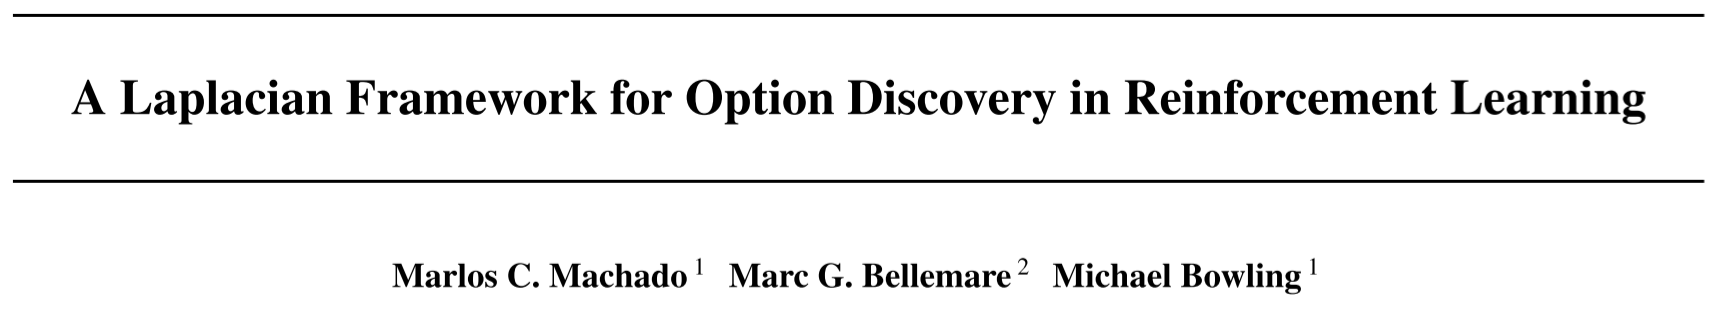 A Laplacian Framework for Option Discovery in Reinforcement Learning
Marlos C. Machado 1 Marc G. Bellemare 2 Michael Bowling 1